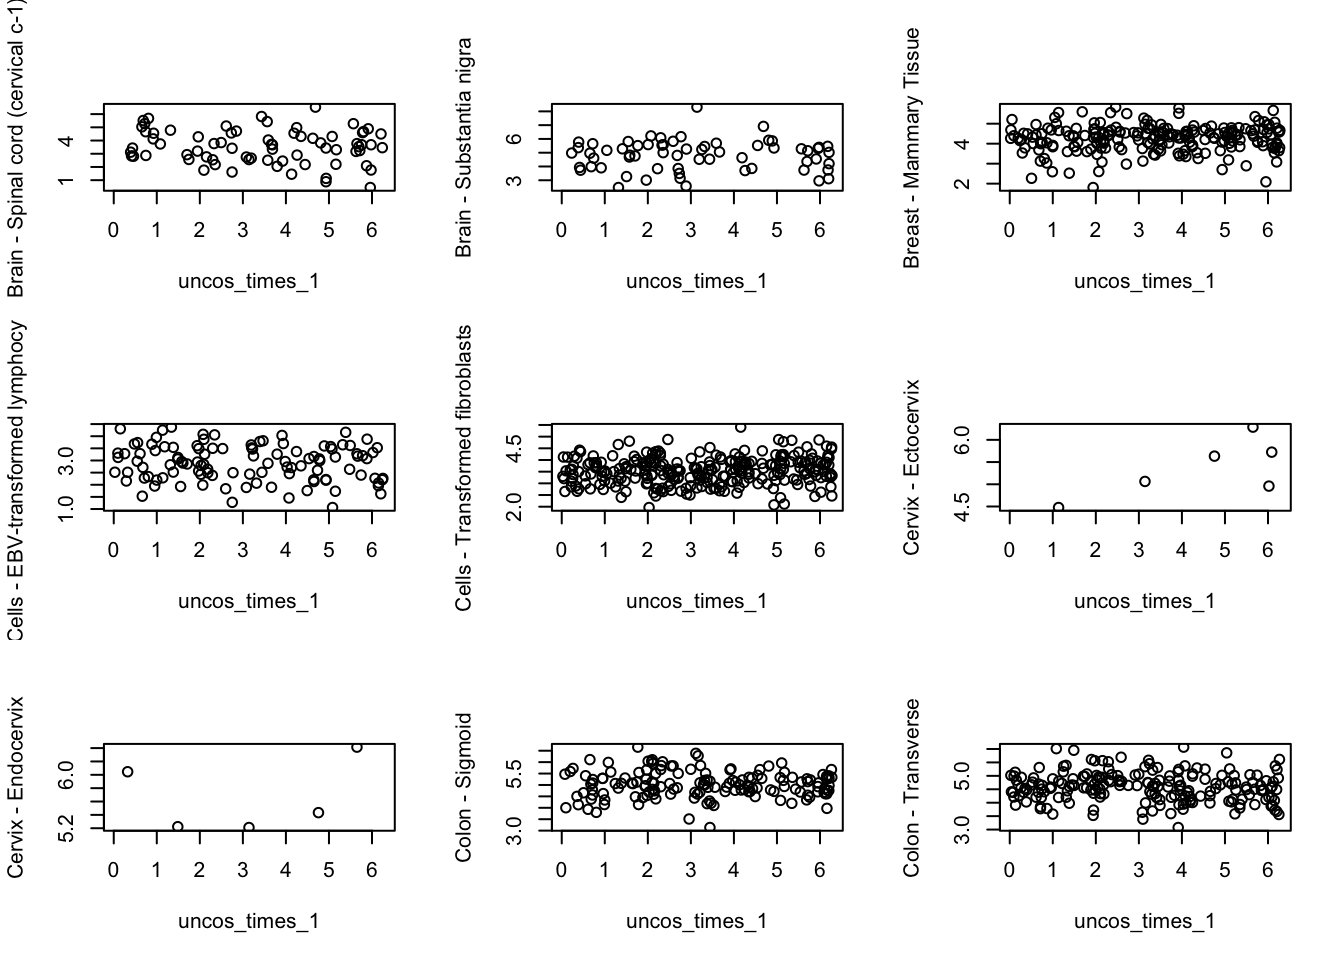 Brain - Spinal cord (cervical c-1)
1 4
0 1 2 3 4 5 6
uncos_times_1
Brain - Substantia nigra
3 6
0 1 2 3 4 5 6
uncos_times_1
Breast - Mammary Tissue
2 4
0 1 2 3 4 5 6
uncos_times_1
Cells - EBV-transformed lymphocy
1.0 3.0
0 1 2 3 4 5 6
uncos_times_1
Cells - Transformed fibroblasts
2.0 4.5
0 1 2 3 4 5 6
uncos_times_1
Cervix - Ectocervix
4.5 6.0
0 1 2 3 4 5 6
uncos_times_1
Cervix - Endocervix
5.2 6.0
0 1 2 3 4 5 6
uncos_times_1
Colon - Sigmoid
3.0 5.5
0 1 2 3 4 5 6
uncos_times_1
Colon - Transverse
3.0 5.0
0 1 2 3 4 5 6
uncos_times_1